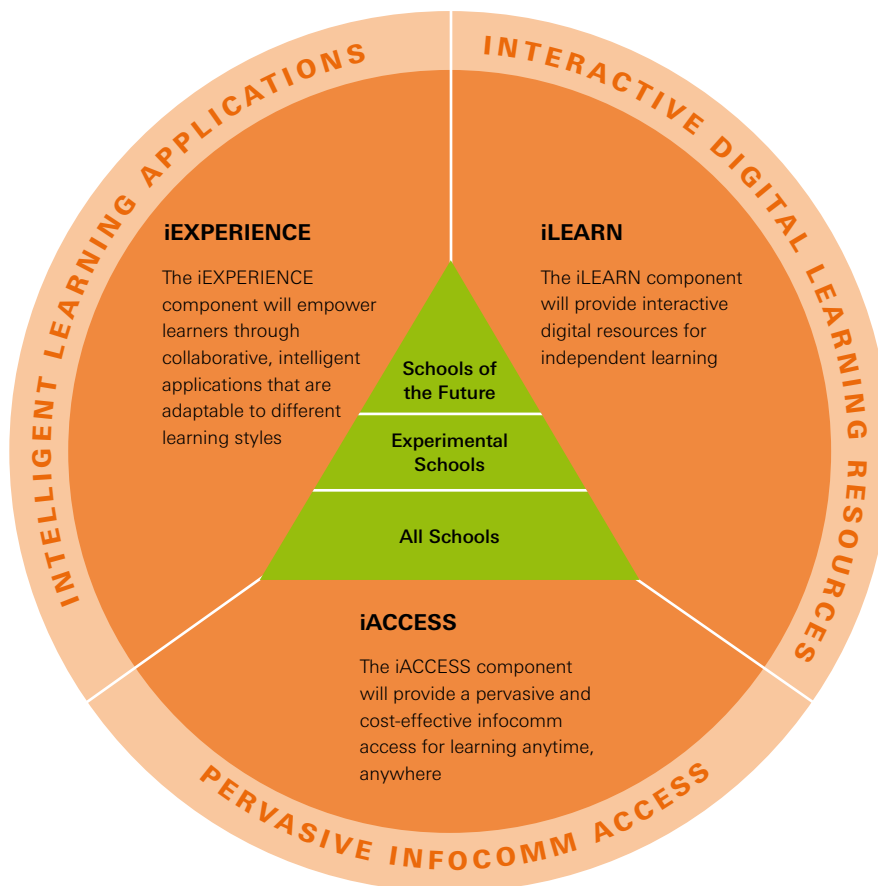 INTELLIGENT LEARNING APPLICATIONS
INTERACTIVE DIGITAL LEARNING RESOURCES
iEXPERIENCE
The iEXPERIENCE
component will empower
learners through
collaborative, intelligent
applications that are
adaptable to different
learning styles
iLEARN
The iLEARN component
will provide interactive
digital resources for
independent learning
Schools of
the Future
Experimental
Schools
All Schools
iACCESS
The iACCESS component
will provide a pervasive and
cost-effective infocomm
access for learning anytime,
anywhere
PERVASIVE INFOCOMM ACCESS